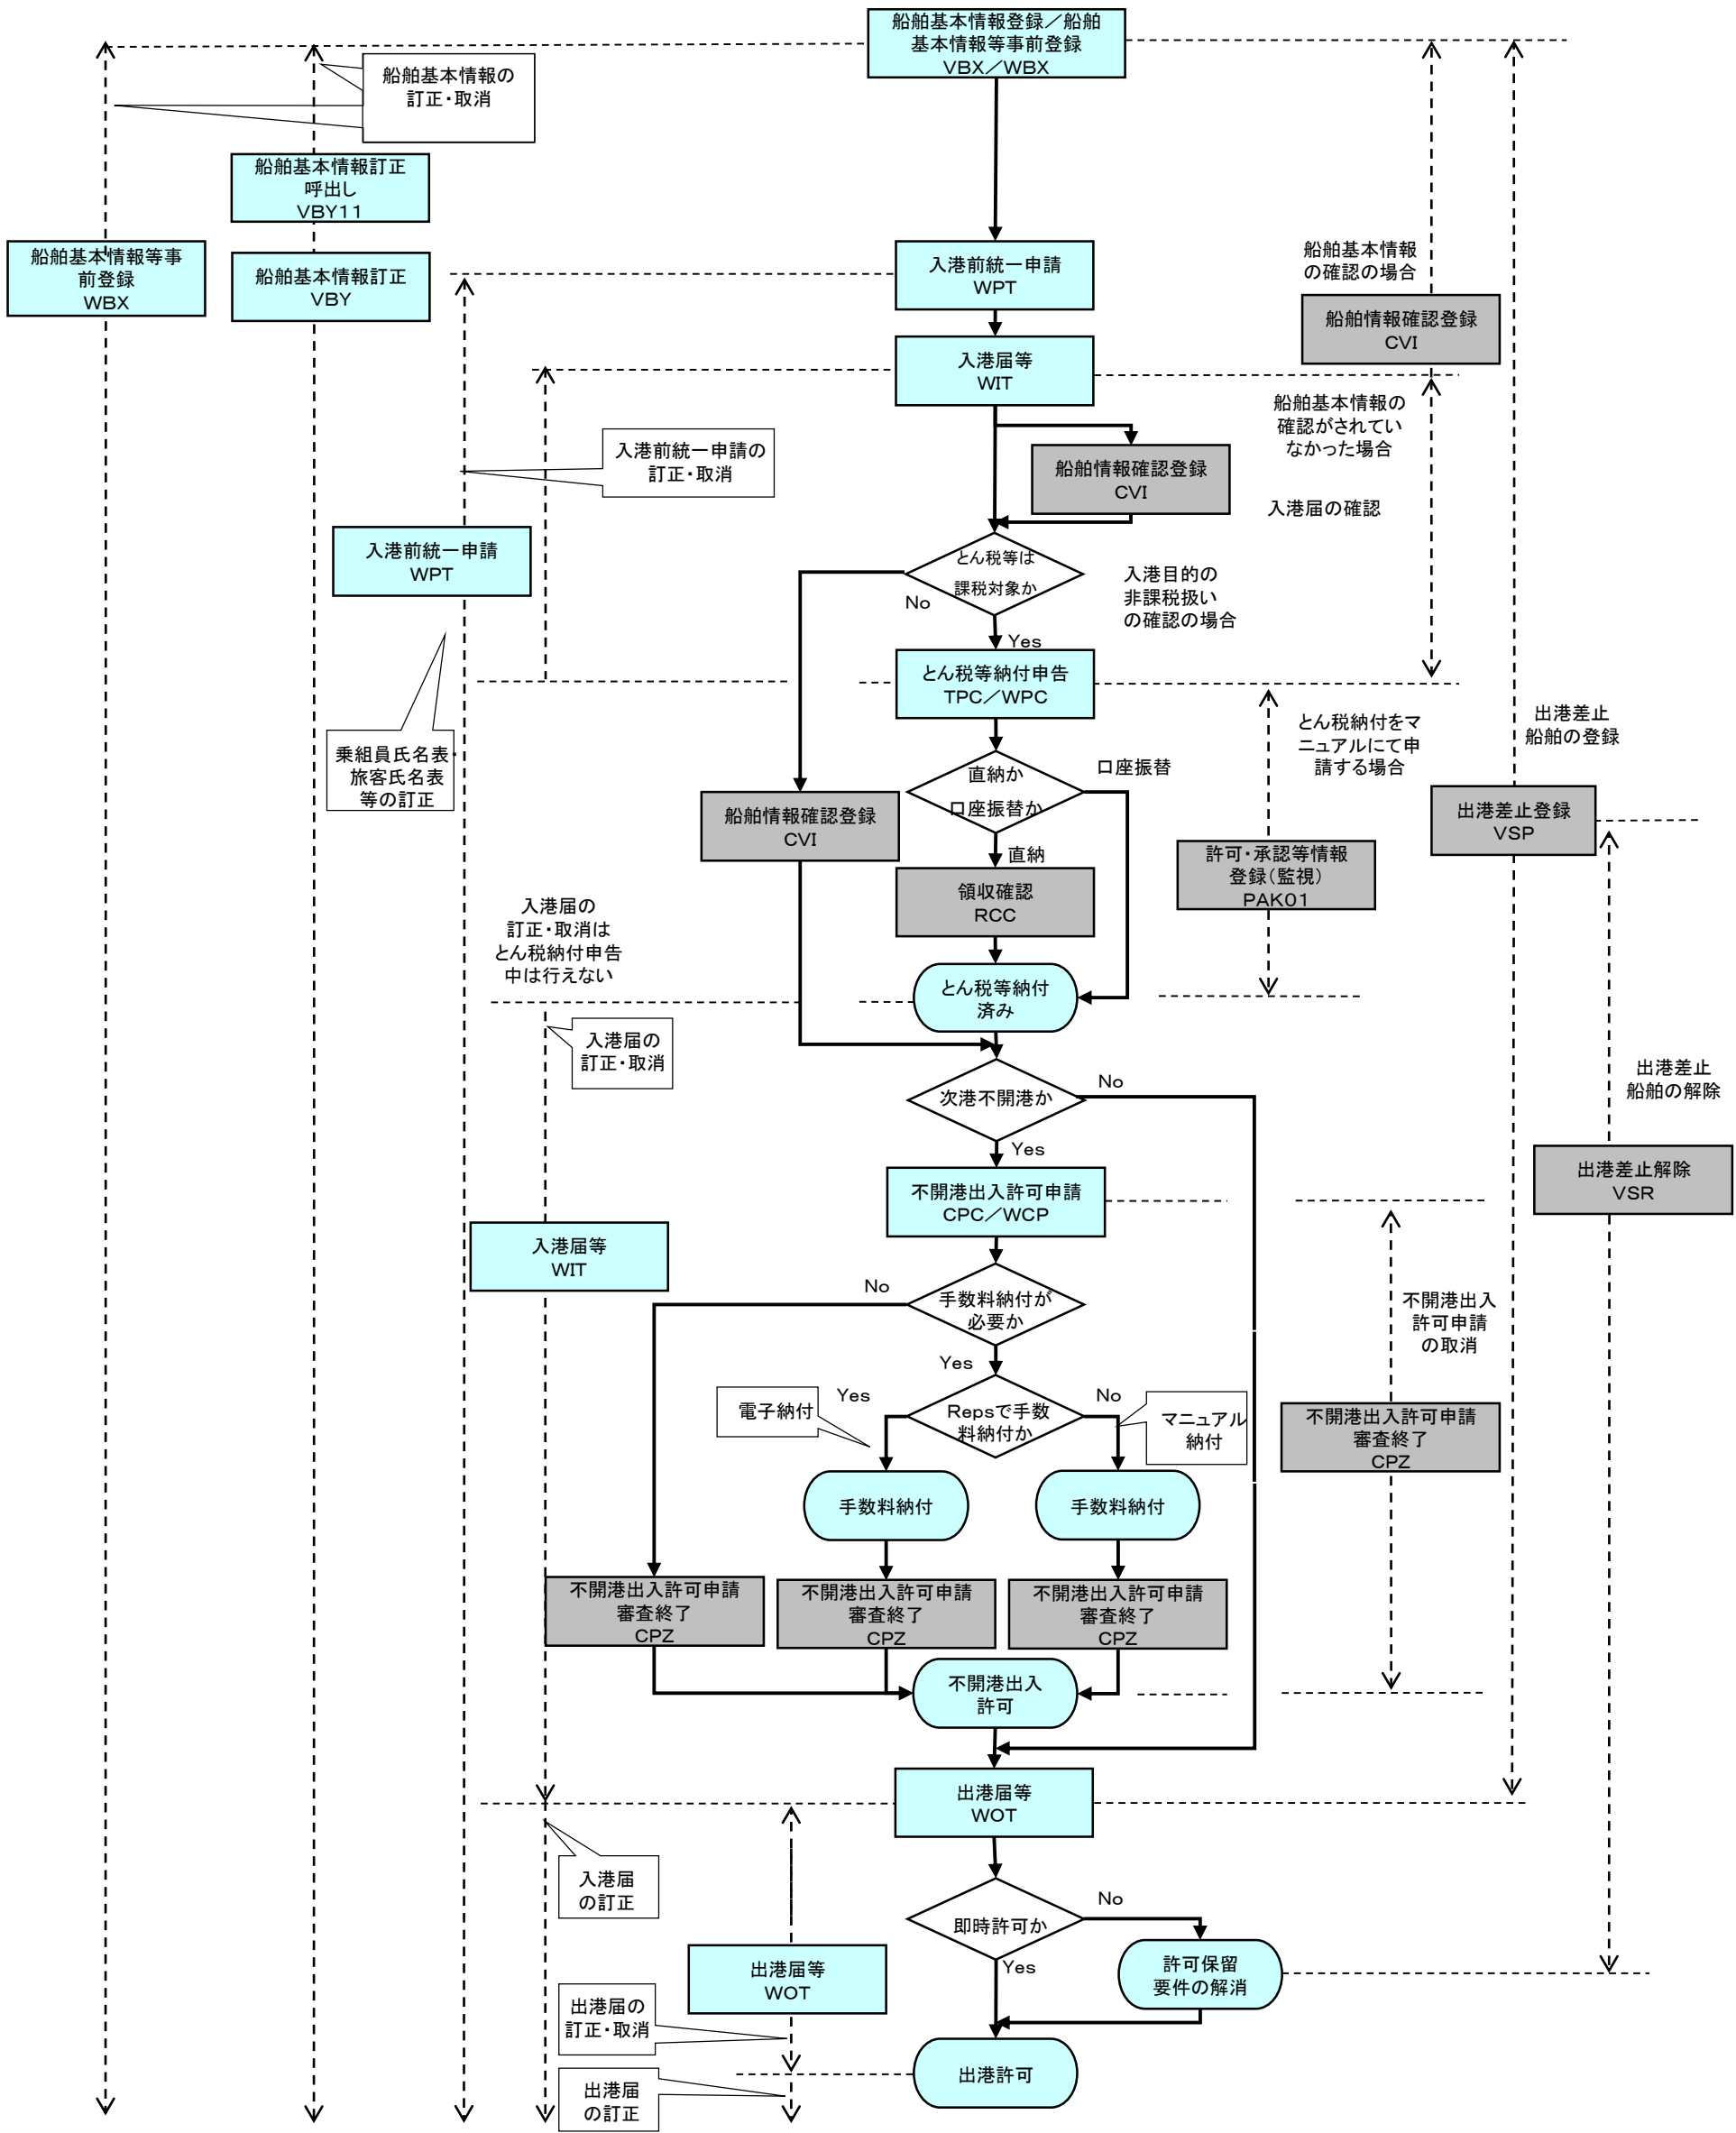 船舶基本情報登録／船舶
基本情報等事前登録
VBX／WBX
船舶基本情報の
訂正・取消
船舶基本情報訂正
呼出し
VBY11
船舶基本情報等事
前登録
WBX
船舶基本情報訂正
VBY
入港前統一申請
WPT
船舶基本情報
の確認の場合
船舶情報確認登録
CVI
入港届等
WIT
船舶基本情報の
確認がされてい
なかった場合
入港前統一申請の
訂正・取消
船舶情報確認登録
CVI
入港届の確認
入港前統一申請
WPT
とん税等は
課税対象か
No
Yes
入港目的の
非課税扱い
の確認の場合
とん税等納付申告
TPC／WPC
乗組員氏名表・
旅客氏名表
等の訂正
とん税納付をマ
ニュアルにて申
請する場合
出港差止
船舶の登録
直納か
口座振替か
口座振替
直納
船舶情報確認登録
CVI
出港差止登録
VSP
許可・承認等情報
登録（監視）
PAK01
領収確認
RCC
入港届の
訂正・取消は
とん税納付申告
中は行えない
とん税等納付
済み
入港届の
訂正・取消
次港不開港か
No
Yes
出港差止
船舶の解除
出港差止解除
VSR
不開港出入許可申請
CPC／WCP
入港届等
WIT
手数料納付が
必要か
No
Yes
不開港出入
許可申請
の取消
電子納付
Yes
Repsで手数
料納付か
No
マニュアル
納付
不開港出入許可申請
審査終了
CPZ
手数料納付
手数料納付
不開港出入許可申請
審査終了
CPZ
不開港出入許可申請
審査終了
CPZ
不開港出入許可申請
審査終了
CPZ
不開港出入
許可
出港届等
WOT
入港届
の訂正
即時許可か
No
Yes
出港届等
WOT
許可保留
要件の解消
出港届の
訂正・取消
出港許可
出港届
の訂正